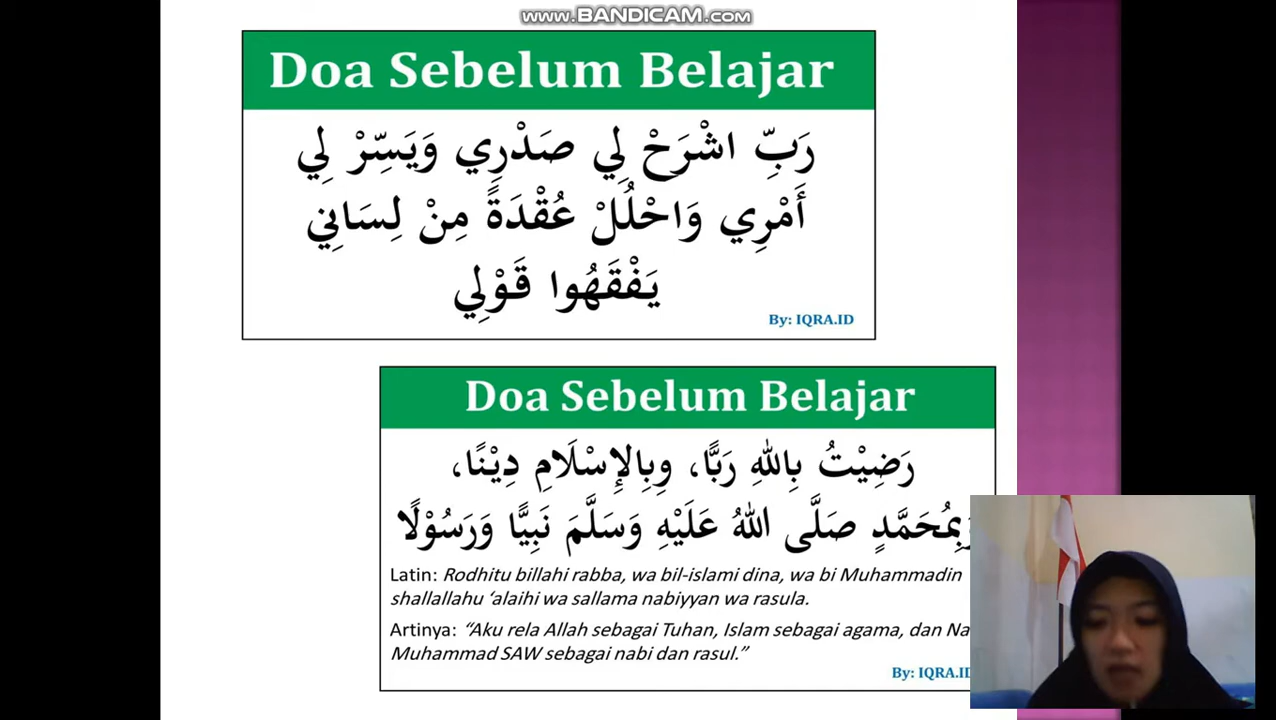 www.BANDICAM.com
Doa Sebelum Belajar
رَبِّ اشْرَحْ لِي صَدْرِي وَيَسِّرْ لِي
أَمْرِي وَاحْلُلْ عُقْدَةً مِنْ لِسَانِي
يَفْقَهُوا قَوْلِي
By: IQRA.ID
Doa Sebelum Belajar
رَضِيْتُ بِاللهِ رَبًّا، وَبِالإِسْلَامِ دِيْنًا،
وَبِمُحَمَّدٍ صَلَّى اللهُ عَلَيْهِ وَسَلَّمَ نَبِيًّا وَرَسُوْلًا
Latin: Rodhitu billahi rabba, wa bil-islami dina, wa bi Muhammadin
shallallahu ‘alaihi wa sallama nabiyyan wa rasula.
Artinya: “Aku rela Allah sebagai Tuhan, Islam sebagai agama, dan
Muhammad SAW sebagai nabi dan rasul.”
By: IQRA.ID